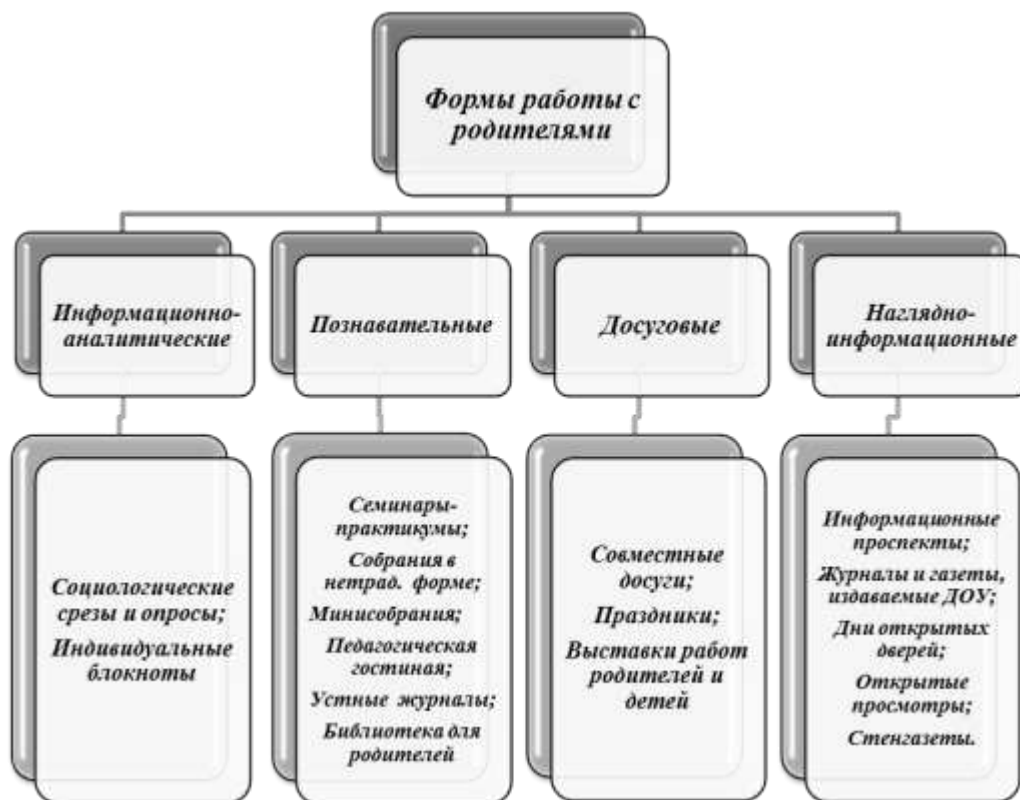 Формы работы с
родителями
Информационно-
аналитические
Познавательные
Досуговые
Наглядно-
информационные
Социологические
срезы и опросы;
Индивидуальные
блокноты
Семинары-
практикумы;
Собрания в
нетрад. форме;
Минисобрания;
Педагогическая
гостиная;
Устные журналы;
Библиотека для
родителей
Совместные
досуги;
Праздники;
Выставки работ
родителей и
детей
Информационные
проспекты;
Журналы и газеты,
издаваемые ДОУ;
Дни открытых
дверей;
Открытые
просмотры;
Стенгазеты.